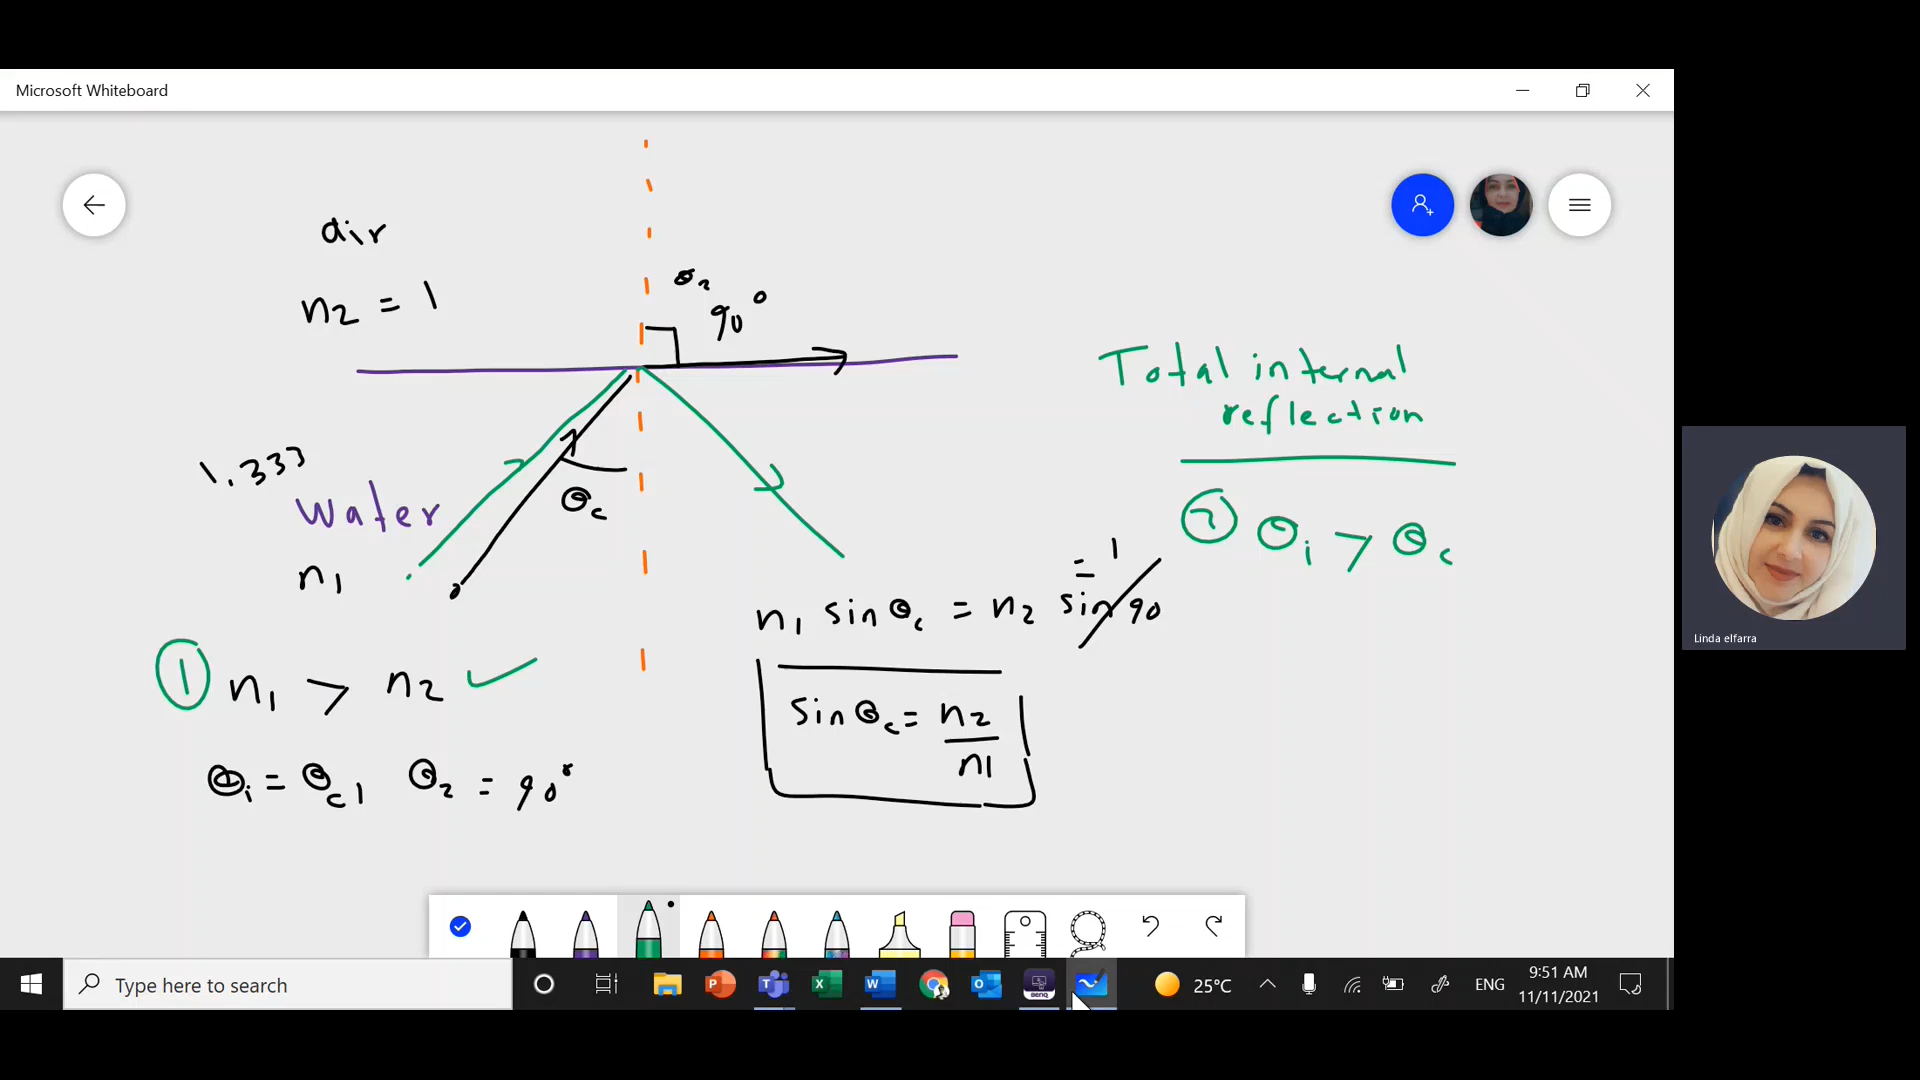 Microsoft Whiteboard
air
n2 = 1
θ2
90°
Total internal
reflection
1.333
Water
n1
θc
② θi > θc
= 1
n1 sin θc = n2 sin 90
① n1 > n2 ✓
sin θc = n2
n1
θi = θc1 θ2 = 90°
Linda elfarra
Type here to search
25°C
ENG
9:51 AM
11/11/2021